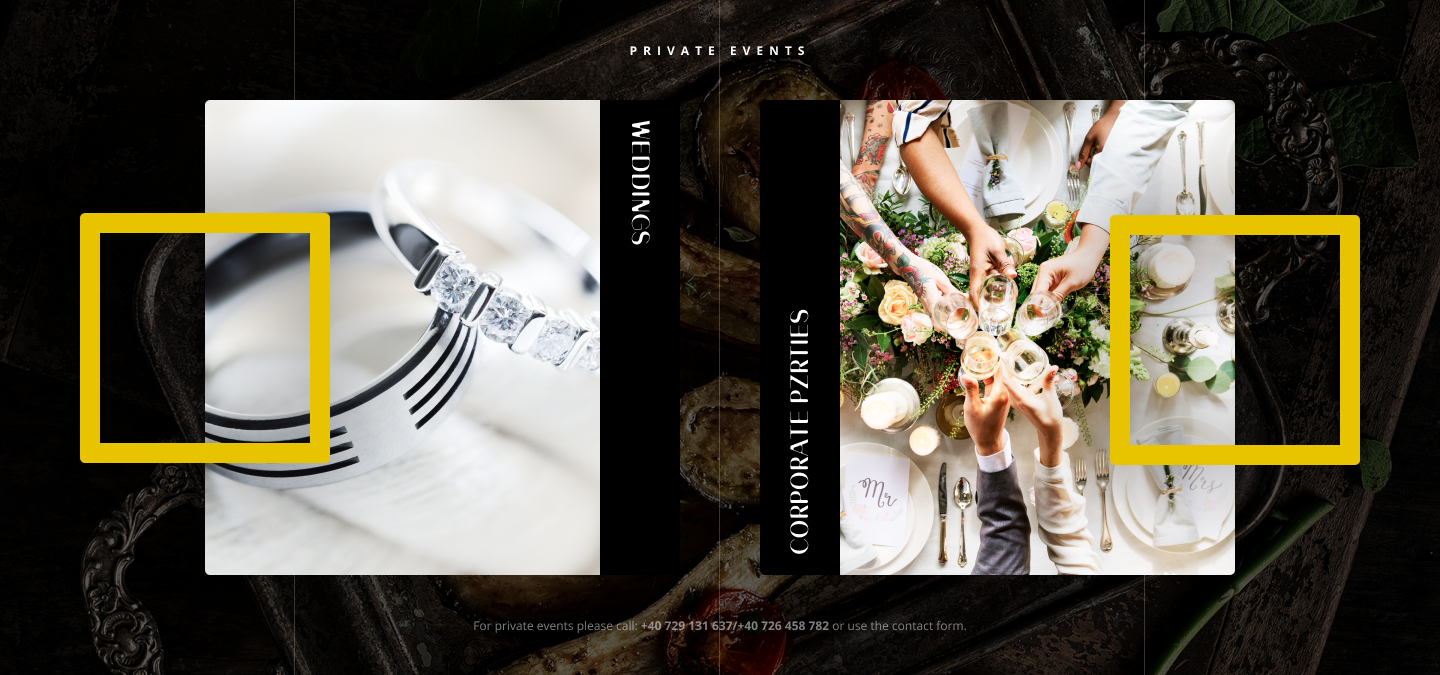 PRIVATE EVENTS
WEDDINGS
CORPORATE PZRTIES
Mr
Mrs
For private events please call: +40 729 131 637/+40 726 458 782 or use the contact form.